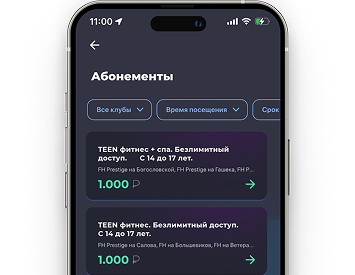 11:00
Абонементы
Все клубы
Время посещения
Срок
TEEN фитнес + спа. Безлимитный
доступ. С 14 до 17 лет.
FH Prestige на Богословской, FH Prestige на Гашека, FH P...
1.000 ₽
TEEN фитнес. Безлимитный доступ.
С 14 до 17 лет.
FH Prestige на Салова, FH на Большевиков, FH на Ветера...
1.000 ₽